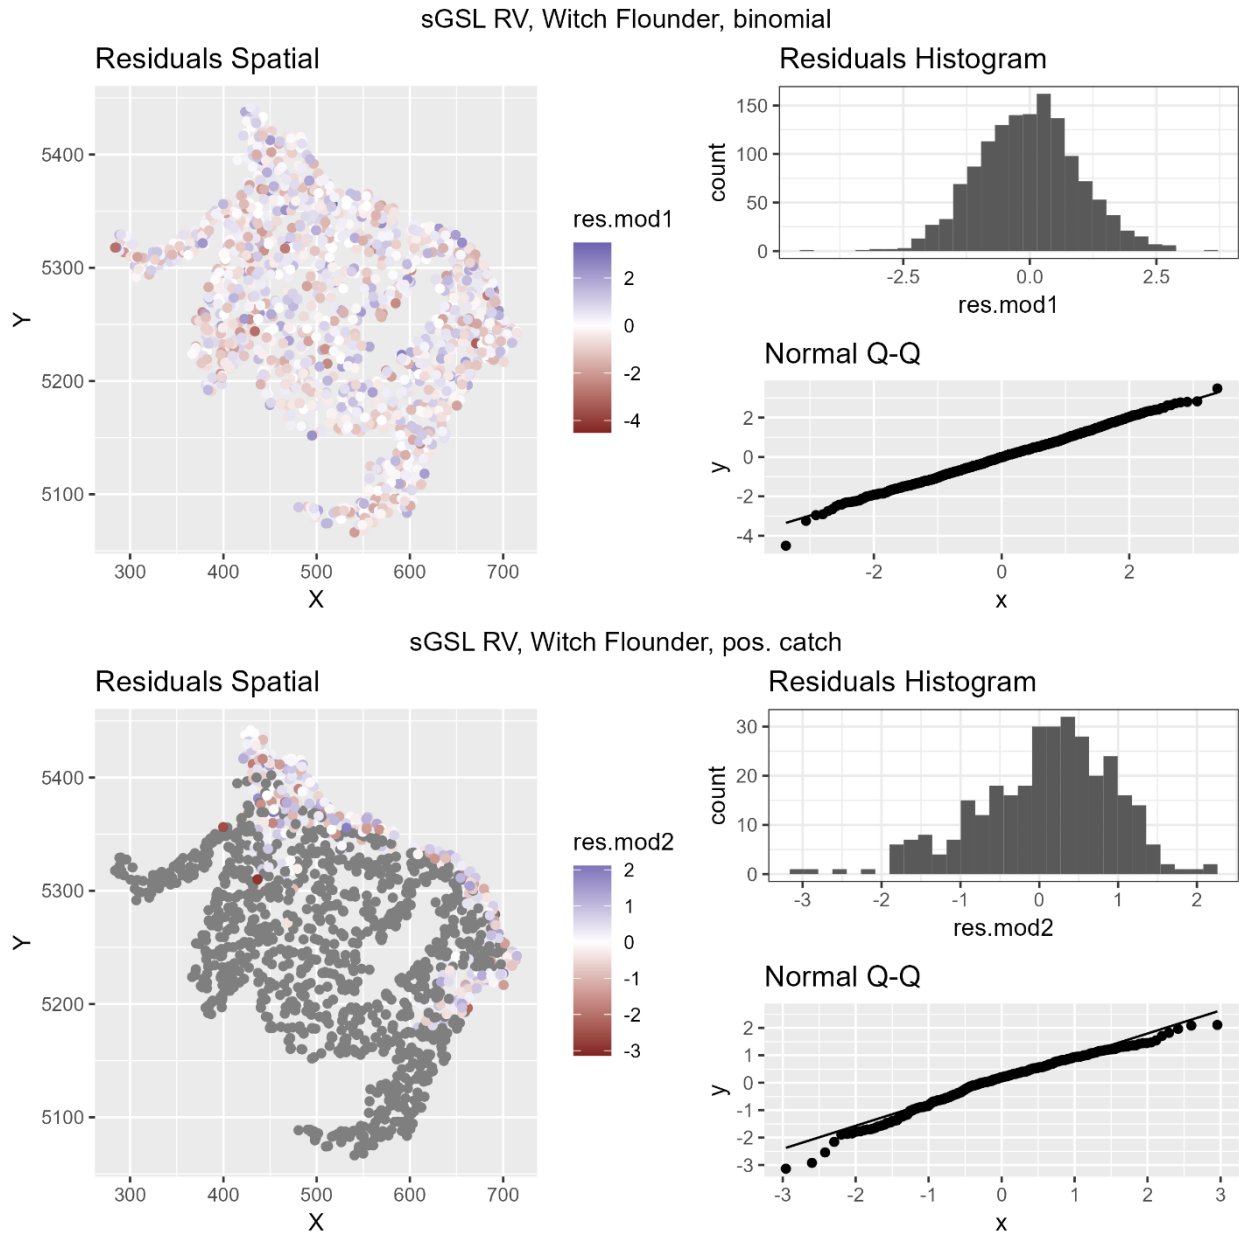 sGSL RV, Witch Flounder, binomial
Residuals Spatial
5400
5300
5200
5100
Y
300 400 500 600 700
X
res.mod1
2
0
-2
-4
Residuals Histogram
150
100
50
0
count
-2.5 0.0 2.5
res.mod1
Normal Q-Q
2
0
-2
-4
y
-2 0 2
x
sGSL RV, Witch Flounder, pos. catch
Residuals Spatial
5400
5300
5200
5100
Y
300 400 500 600 700
X
res.mod2
2
1
0
-1
-2
-3
Residuals Histogram
30
20
10
0
count
-3 -2 -1 0 1 2
res.mod2
Normal Q-Q
2
1
0
-1
-2
-3
y
-3 -2 -1 0 1 2 3
x